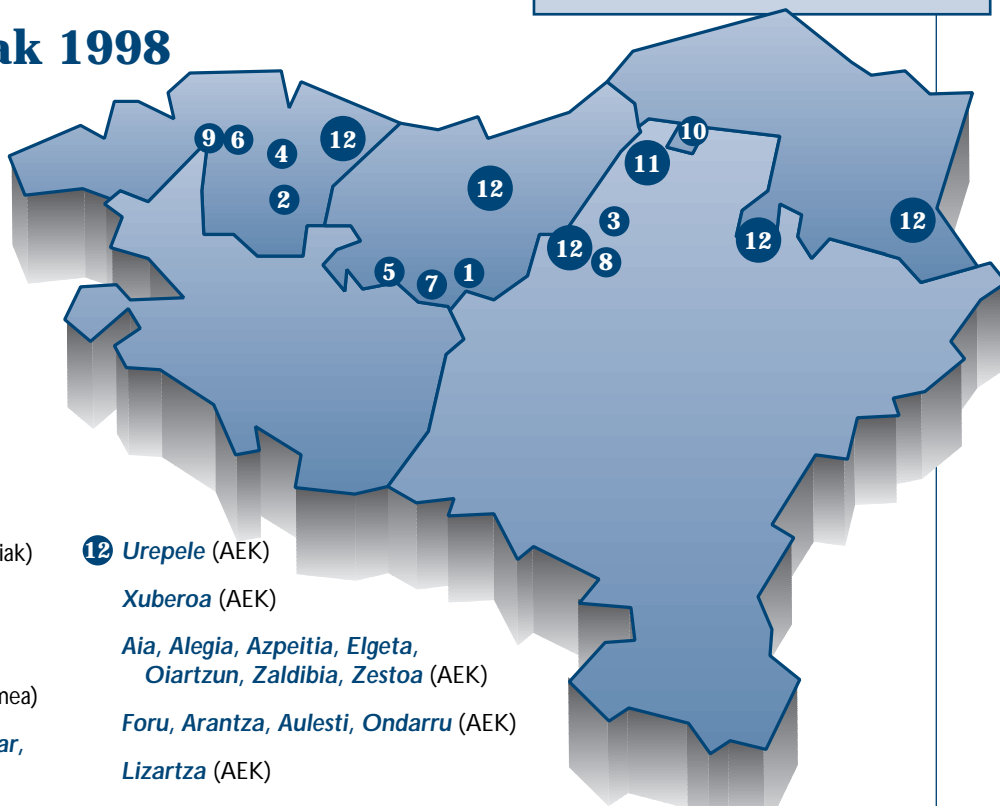 ak 1998
9 6 4 12 10
11
2 12
3 12
12 12
8
5 7 1
iak)
12 Urepele (AEK)
Xuberoa (AEK)
Aia, Alegia, Azpeitia, Elgeta,
Oiartzun, Zaldibia, Zestoa (AEK)
mea)
Foru, Arantza, Aulesti, Ondarru (AEK)
ar,
Lizartza (AEK)